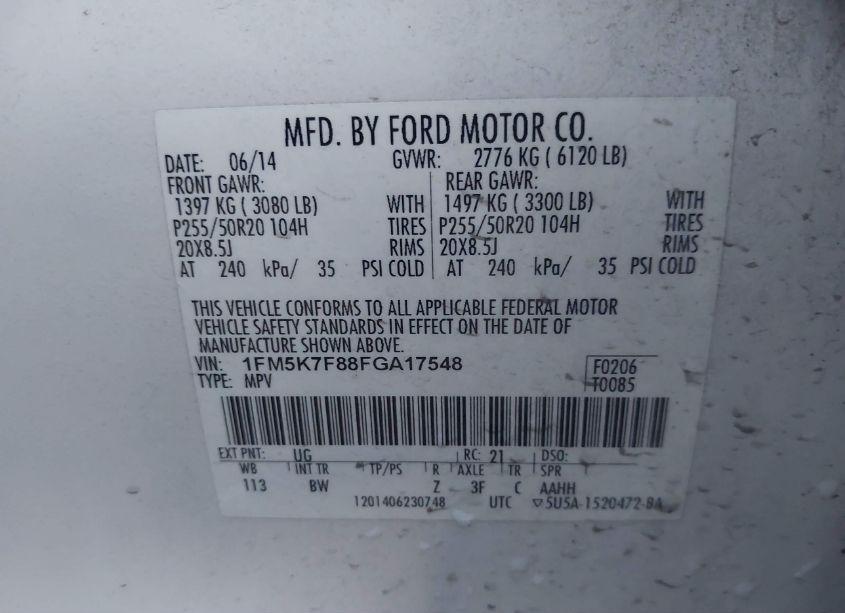 MFD. BY FORD MOTOR CO.
DATE: 06/14 GVWR: 2776 KG ( 6120 LB)
FRONT GAWR: REAR GAWR:
1397 KG ( 3080 LB) WITH 1497 KG ( 3300 LB) WITH
P255/50R20 104H TIRES P255/50R20 104H TIRES
20X8.5J RIMS 20X8.5J RIMS
AT 240 kPa/ 35 PSI COLD AT 240 kPa/ 35 PSI COLD
THIS VEHICLE CONFORMS TO ALL APPLICABLE FEDERAL MOTOR
VEHICLE SAFETY STANDARDS IN EFFECT ON THE DATE OF
MANUFACTURE SHOWN ABOVE.
VIN: 1FM5K7F88FGA17548 F0206
TYPE: MPV T0085
EXT PNT: UG RC: 21 DSO:
WB INT TR TP/PS R AXLE TR SPR
113 BW Z 3F C AAHH
1201406230748 UTC ▽5U5A-1520472-BA